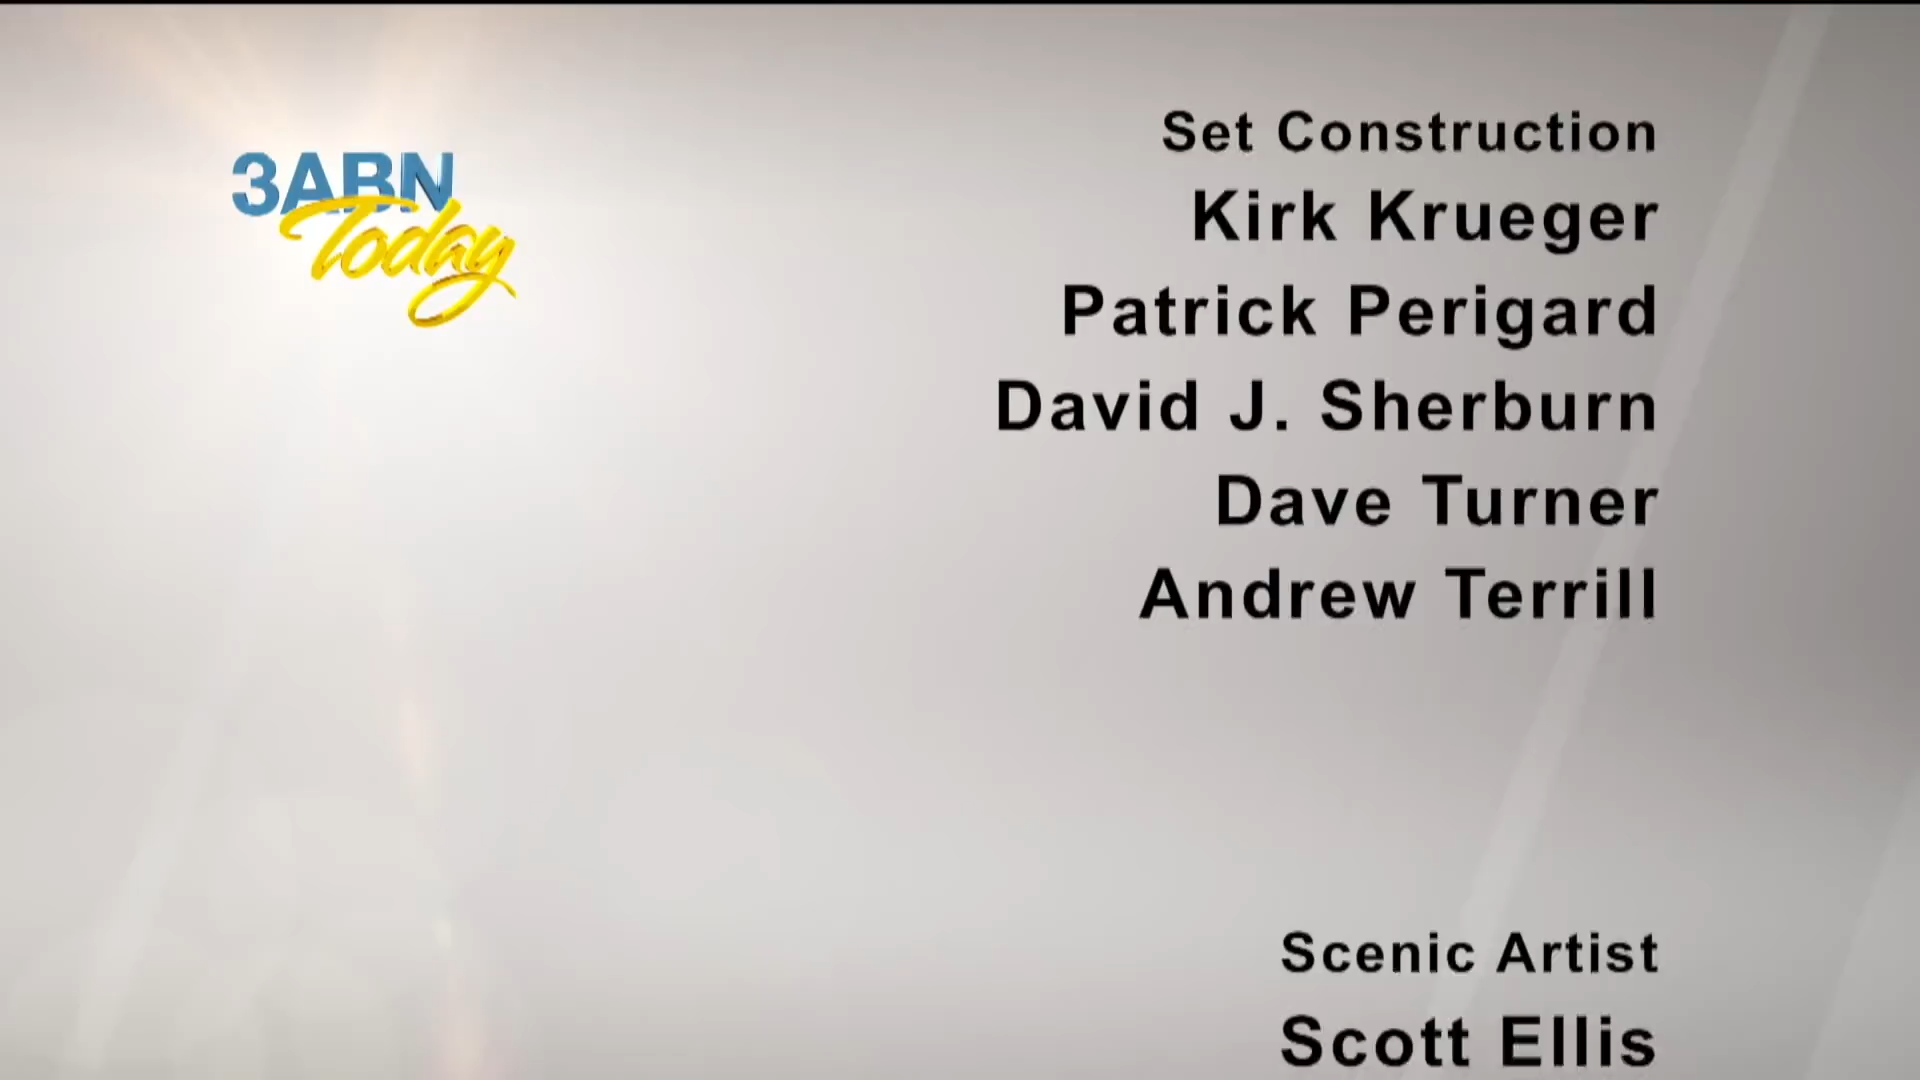 3ABN
Today
Set Construction
Kirk Krueger
Patrick Perigard
David J. Sherburn
Dave Turner
Andrew Terrill
Scenic Artist
Scott Ellis